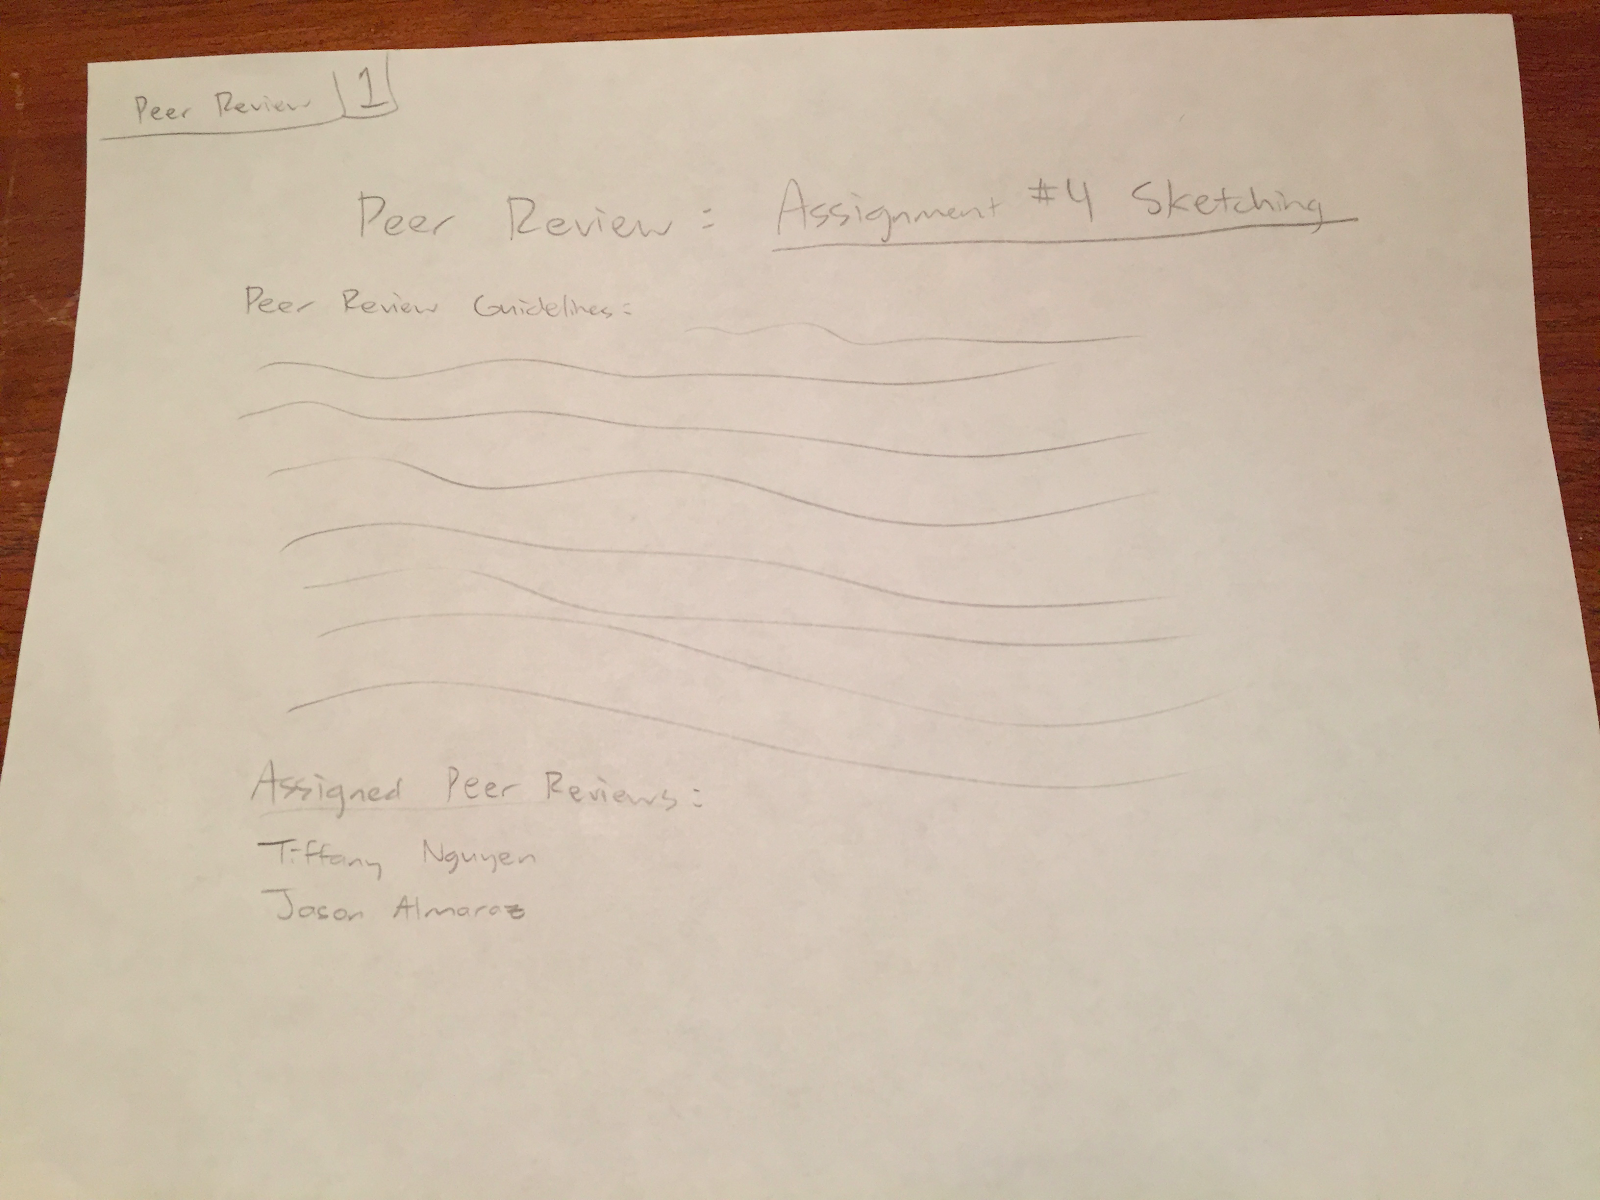 Peer Review 1
Peer Review: Assignment #4 Sketching
Peer Review Guidelines:
Assigned Peer Reviews:
Tiffany Nguyen
Jason Almaraz